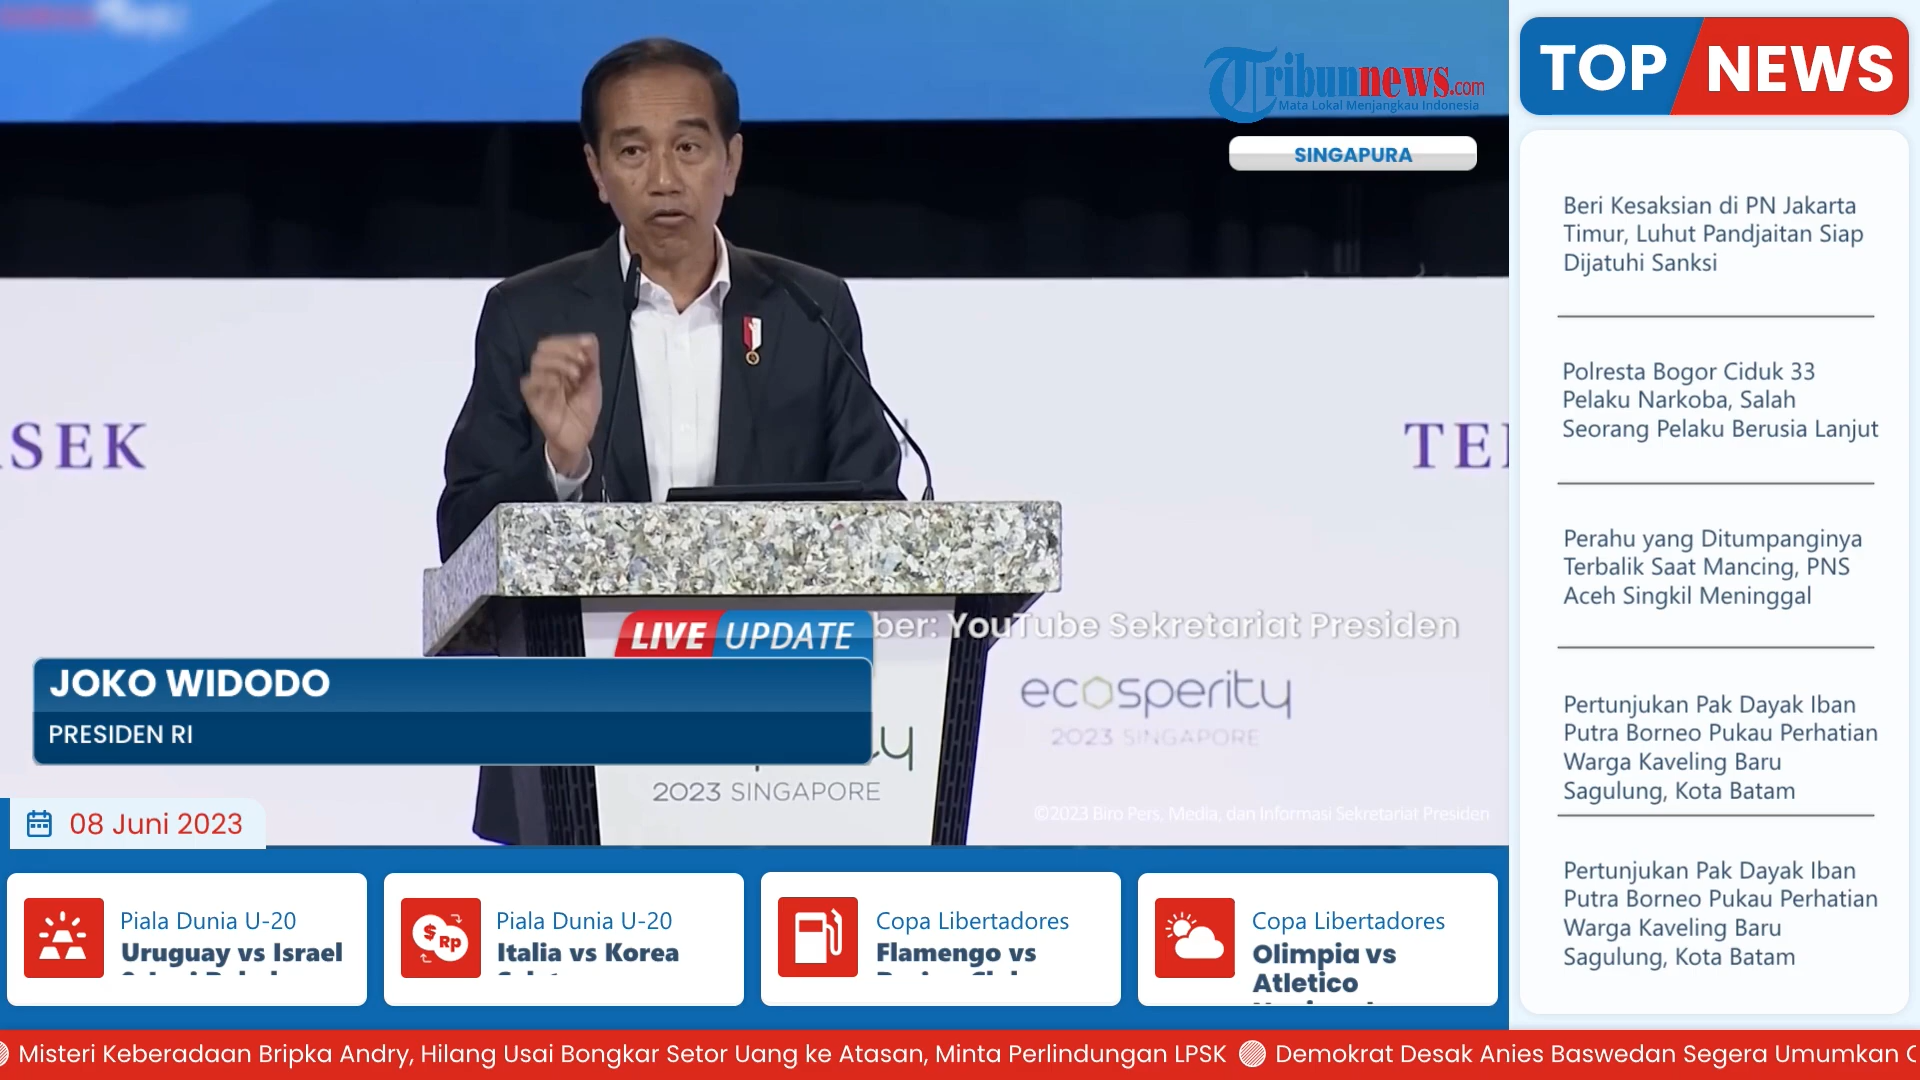 Tribunnews.com
Mata Lokal Menjangkau Indonesia
SINGAPURA
SEK
2023 SINGAPORE
ecosperity
2023 SINGAPORE
ber: YouTube Sekretariat Presiden
©2023 Biro Pers, Media, dan Informasi Sekretariat Presiden
LIVE UPDATE
JOKO WIDODO
PRESIDEN RI
08 Juni 2023
TOP NEWS
Beri Kesaksian di PN Jakarta
Timur, Luhut Pandjaitan Siap
Dijatuhi Sanksi
Polresta Bogor Ciduk 33
Pelaku Narkoba, Salah
Seorang Pelaku Berusia Lanjut
Perahu yang Ditumpanginya
Terbalik Saat Mancing, PNS
Aceh Singkil Meninggal
Pertunjukan Pak Dayak Iban
Putra Borneo Pukau Perhatian
Warga Kaveling Baru
Sagulung, Kota Batam
Pertunjukan Pak Dayak Iban
Putra Borneo Pukau Perhatian
Warga Kaveling Baru
Sagulung, Kota Batam
Piala Dunia U-20
Uruguay vs Israel
$ Rp
Piala Dunia U-20
Italia vs Korea
Copa Libertadores
Flamengo vs
Copa Libertadores
Olimpia vs
Atletico
Misteri Keberadaan Bripka Andry, Hilang Usai Bongkar Setor Uang ke Atasan, Minta Perlindungan LPSK Demokrat Desak Anies Baswedan Segera Umumkan